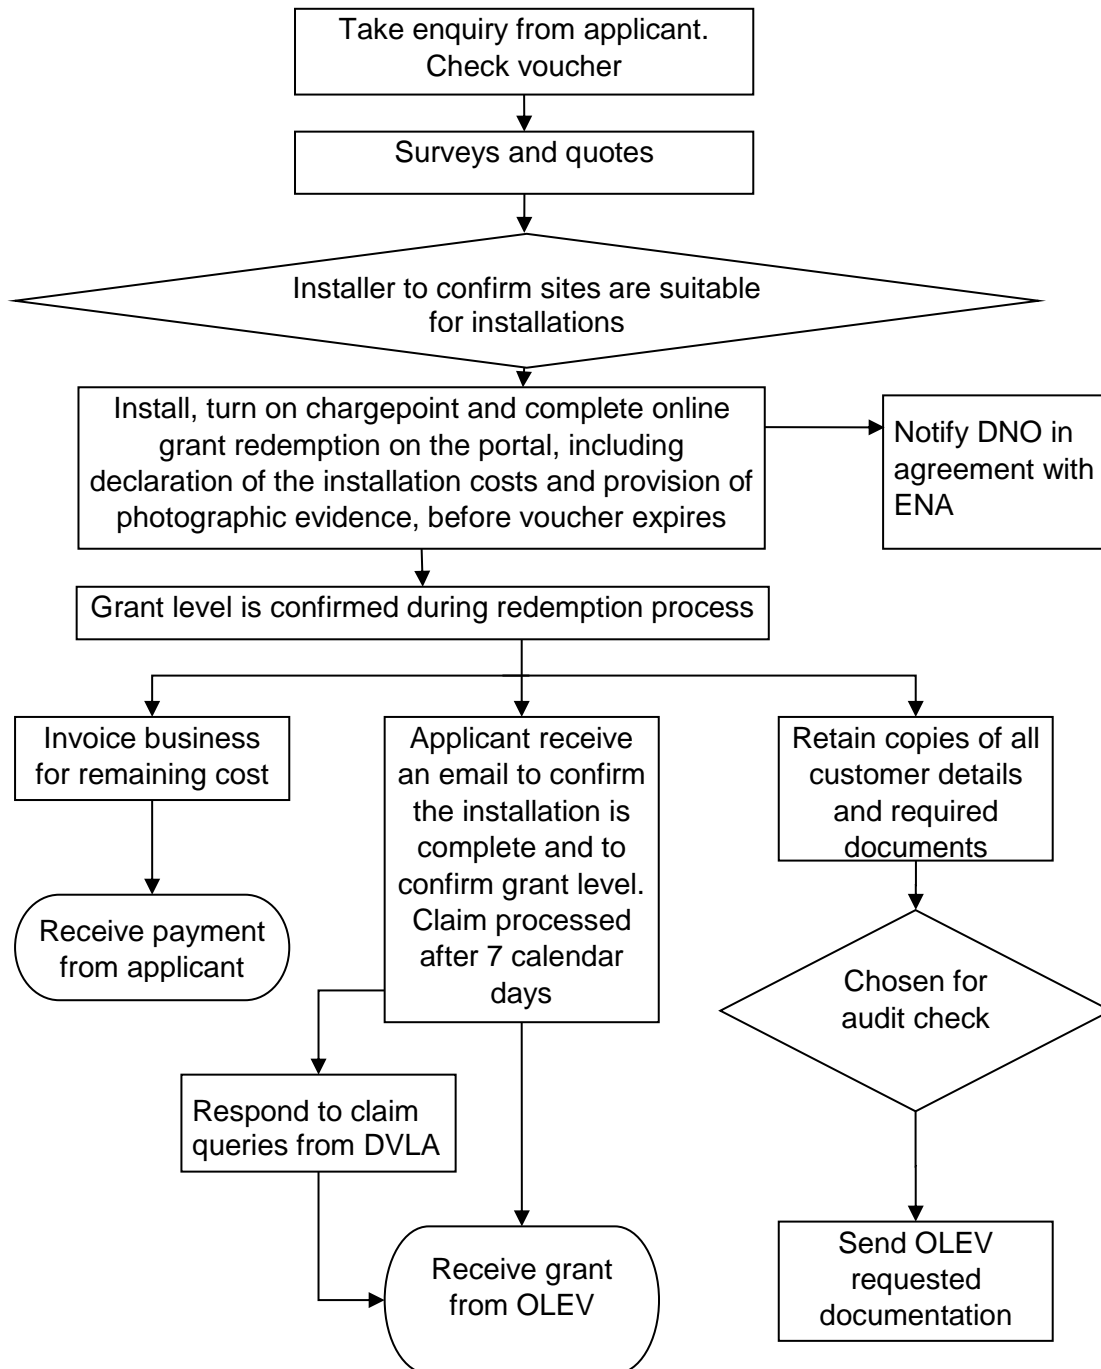 Take enquiry from applicant.
Check voucher
Surveys and quotes
Installer to confirm sites are suitable
for installations
Install, turn on chargepoint and complete online
grant redemption on the portal, including
declaration of the installation costs and provision of
photographic evidence, before voucher expires
Notify DNO in
agreement with
ENA
Grant level is confirmed during redemption process
Invoice business
for remaining cost
Receive payment
from applicant
Applicant receive
an email to confirm
the installation is
complete and to
confirm grant level.
Claim processed
after 7 calendar
days
Respond to claim
queries from DVLA
Receive grant
from OLEV
Retain copies of all
customer details
and required
documents
Chosen for
audit check
Send OLEV
requested
documentation